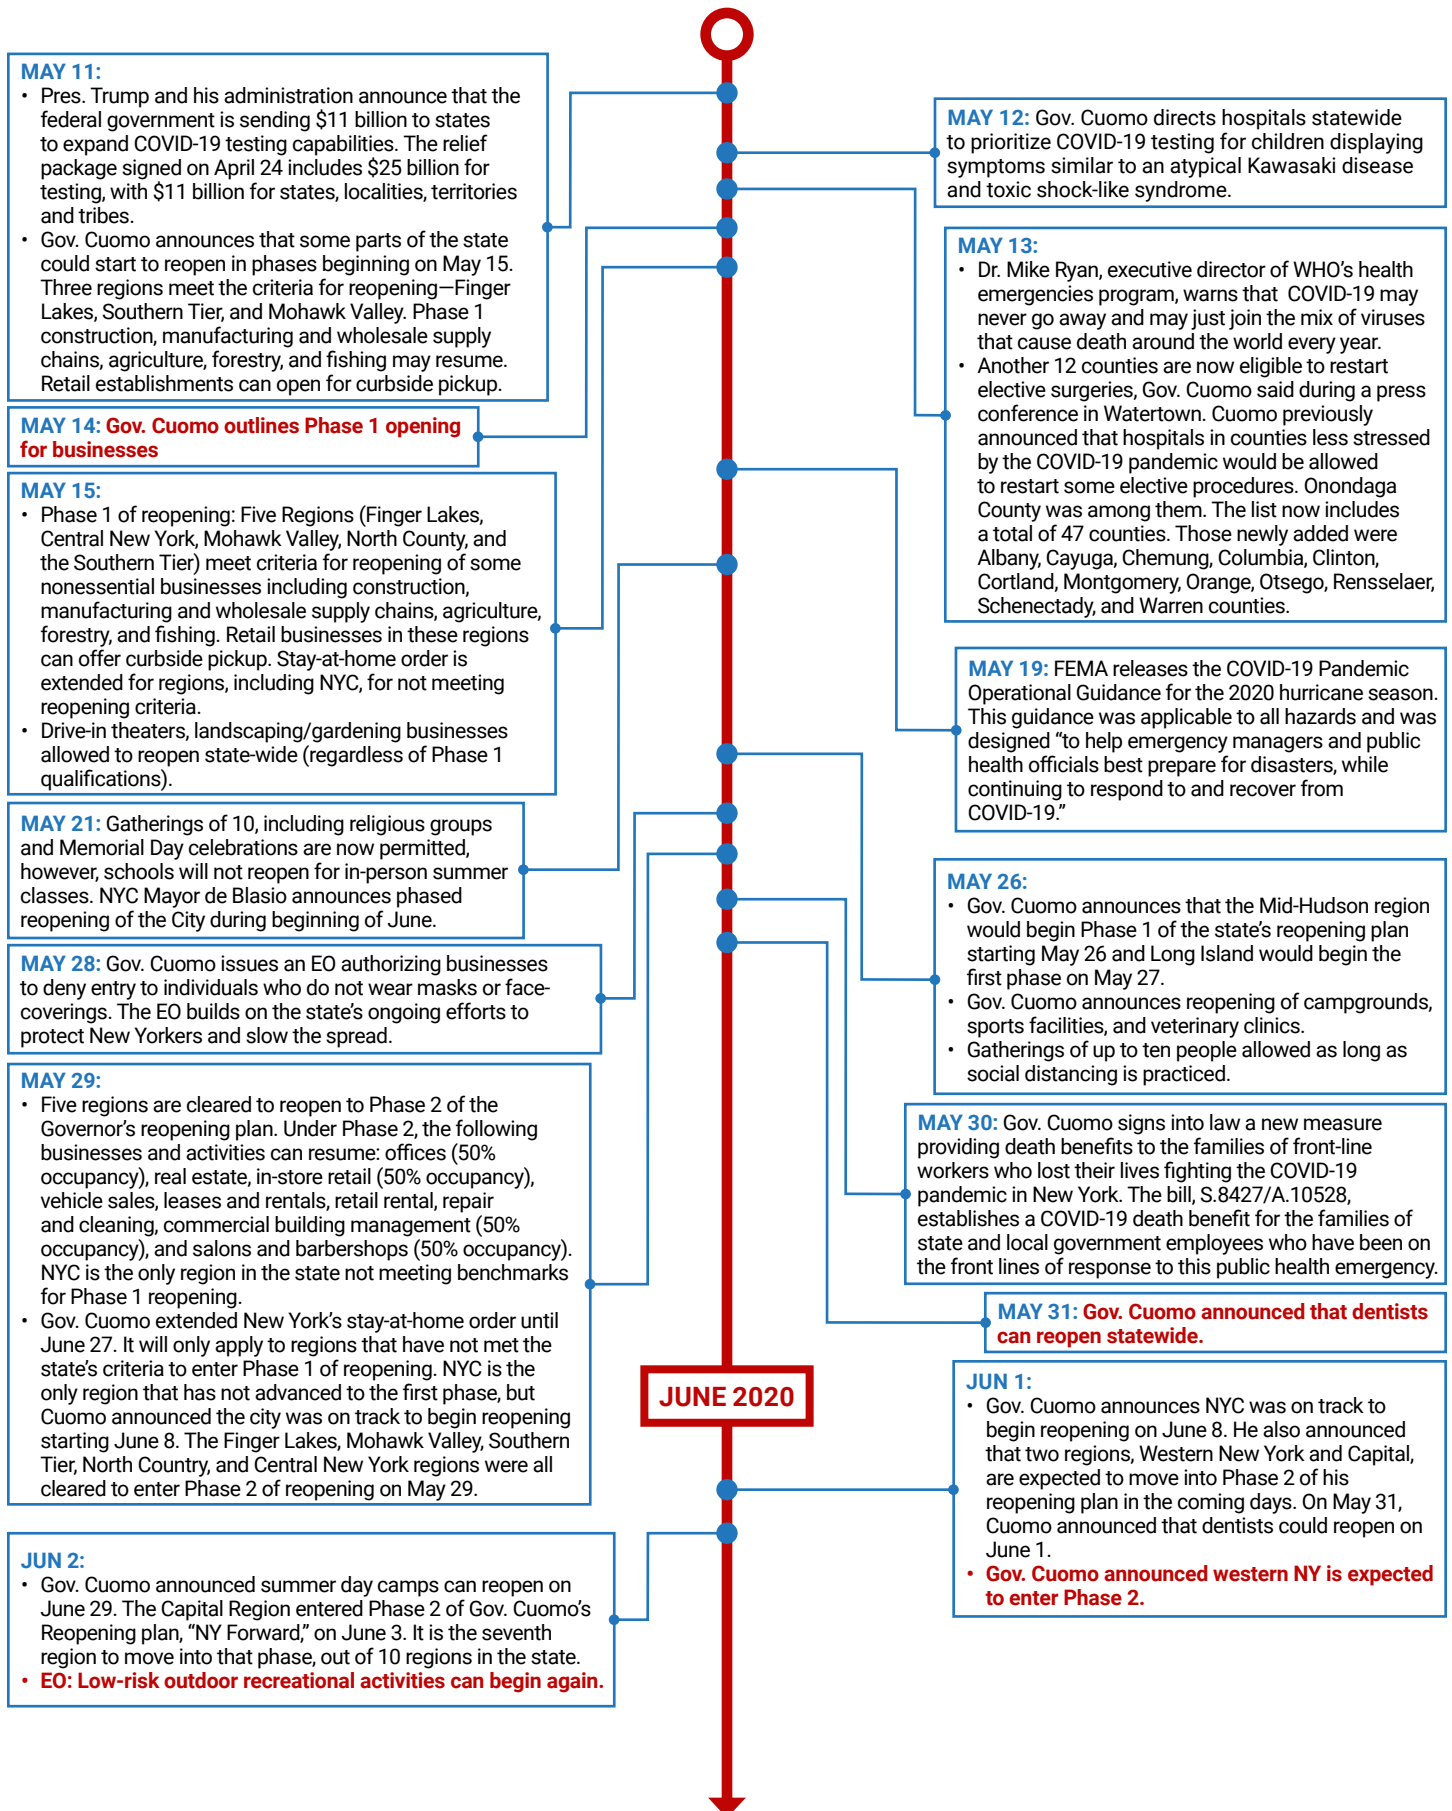 MAY 11:
• Pres. Trump and his administration announce that the
federal government is sending $11 billion to states
to expand COVID-19 testing capabilities. The relief
package signed on April 24 includes $25 billion for
testing, with $11 billion for states, localities, territories
and tribes.
• Gov. Cuomo announces that some parts of the state
could start to reopen in phases beginning on May 15.
Three regions meet the criteria for reopening—Finger
Lakes, Southern Tier, and Mohawk Valley. Phase 1
construction, manufacturing and wholesale supply
chains, agriculture, forestry, and fishing may resume.
Retail establishments can open for curbside pickup.
MAY 12: Gov. Cuomo directs hospitals statewide
to prioritize COVID-19 testing for children displaying
symptoms similar to an atypical Kawasaki disease
and toxic shock-like syndrome.
MAY 13:
• Dr. Mike Ryan, executive director of WHO's health
emergencies program, warns that  COVID-19 may
never go away and may just join the mix of viruses
that cause death around the world every year.
• Another 12 counties are now eligible to restart
elective surgeries, Gov. Cuomo said during a press
conference in Watertown. Cuomo previously
announced that hospitals in counties less stressed
by the COVID-19 pandemic would be allowed
to restart some elective procedures. Onondaga
County was among them. The list now includes
a total of 47 counties. Those newly added were
Albany, Cayuga, Chemung, Columbia, Clinton,
Cortland, Montgomery, Orange, Otsego, Rensselaer,
Schenectady, and Warren counties.
MAY 14: Gov. Cuomo outlines Phase 1 opening
for businesses
MAY 15:
• Phase 1 of reopening: Five Regions (Finger Lakes,
Central New York, Mohawk Valley, North County, and
the Southern Tier) meet criteria for reopening of some
nonessential businesses including construction,
manufacturing and wholesale supply chains, agriculture,
forestry, and fishing. Retail businesses in these regions
can offer curbside pickup. Stay-at-home order is
extended for regions, including NYC, for not meeting
reopening criteria.
• Drive-in theaters, landscaping/gardening businesses
allowed to reopen state-wide (regardless of Phase 1
qualifications).
MAY 19: FEMA releases the COVID-19 Pandemic
Operational Guidance for the 2020 hurricane season.
This guidance was applicable to all hazards and was
designed “to help emergency managers and public
health officials best prepare for disasters, while
continuing to respond to and recover from
COVID-19.”
MAY 21: Gatherings of 10, including religious groups
and Memorial Day celebrations are now permitted,
however, schools will not reopen for in-person summer
classes. NYC Mayor de Blasio announces phased
reopening of the City during beginning of June.
MAY 26:
• Gov. Cuomo announces that the Mid-Hudson region
would begin Phase 1 of the state's reopening plan
starting May 26 and Long Island would begin the
first phase on May 27.
• Gov. Cuomo announces reopening of campgrounds,
sports facilities, and veterinary clinics.
• Gatherings of up to ten people allowed as long as
social distancing is practiced.
MAY 28: Gov. Cuomo issues an EO authorizing businesses
to deny entry to individuals who do not wear masks or face-
coverings. The EO builds on the state's ongoing efforts to
protect New Yorkers and slow the spread.
MAY 29:
• Five regions are cleared to reopen to Phase 2 of the
Governor's reopening plan. Under Phase 2, the following
businesses and activities can resume: offices (50%
occupancy), real estate, in-store retail (50% occupancy),
vehicle sales, leases and rentals, retail rental, repair
and cleaning, commercial building management (50%
occupancy), and salons and barbershops (50% occupancy).
NYC is the only region in the state not meeting benchmarks
for Phase 1 reopening.
• Gov. Cuomo extended New York's stay-at-home order until
June 27. It will only apply to regions that have not met the
state's criteria to enter Phase 1 of reopening. NYC is the
only region that has not advanced to the first phase, but
Cuomo announced the city was on track to begin reopening
starting June 8. The Finger Lakes, Mohawk Valley, Southern
Tier, North Country, and Central New York regions were all
cleared to enter Phase 2 of reopening on May 29.
MAY 30: Gov. Cuomo signs into law a new measure
providing death benefits to the families of front-line
workers who lost their lives fighting the COVID-19
pandemic in New York. The bill, S.8427/A.10528,
establishes a COVID-19 death benefit for the families of
state and local government employees who have been on
the front lines of response to this public health emergency.
MAY 31: Gov. Cuomo announced that dentists
can reopen statewide.
JUNE 2020
JUN 1:
• Gov. Cuomo announces NYC was on track to
begin reopening on June 8. He also announced
that two regions, Western New York and Capital,
are expected to move into Phase 2 of his
reopening plan in the coming days. On May 31,
Cuomo announced that dentists could reopen on
June 1.
• Gov. Cuomo announced western NY is expected
to enter Phase 2.
JUN 2:
• Gov. Cuomo announced summer day camps can reopen on
June 29. The Capital Region entered Phase 2 of Gov. Cuomo's
Reopening plan, “NY Forward,” on June 3. It is the seventh
region to move into that phase, out of 10 regions in the state.
• EO: Low-risk outdoor recreational activities can begin again.